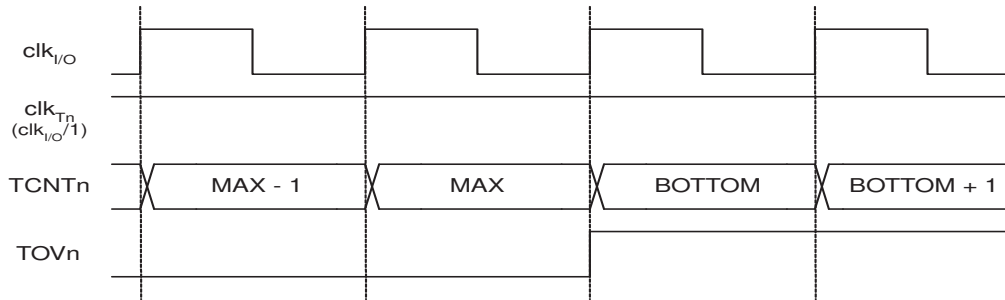 clkI/O
clkTn
(clkI/O/1)
TCNTn MAX - 1 MAX BOTTOM BOTTOM + 1
TOVn